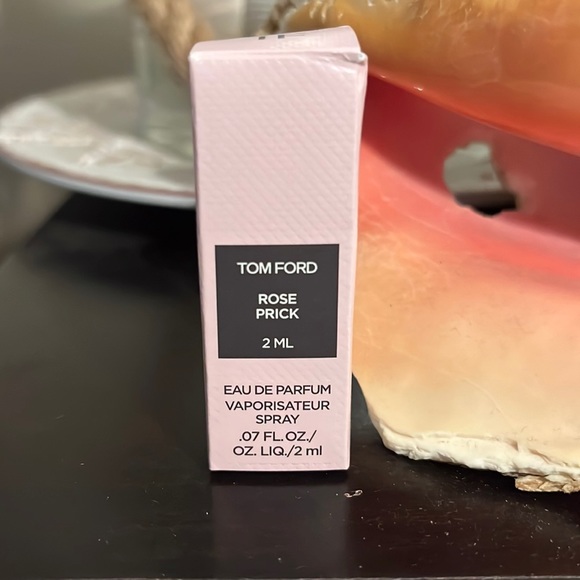 TOM FORD
ROSE
PRICK
2 ML
EAU DE PARFUM
VAPORISATEUR
SPRAY
.07 FL.OZ./
OZ. LIQ./2 ml